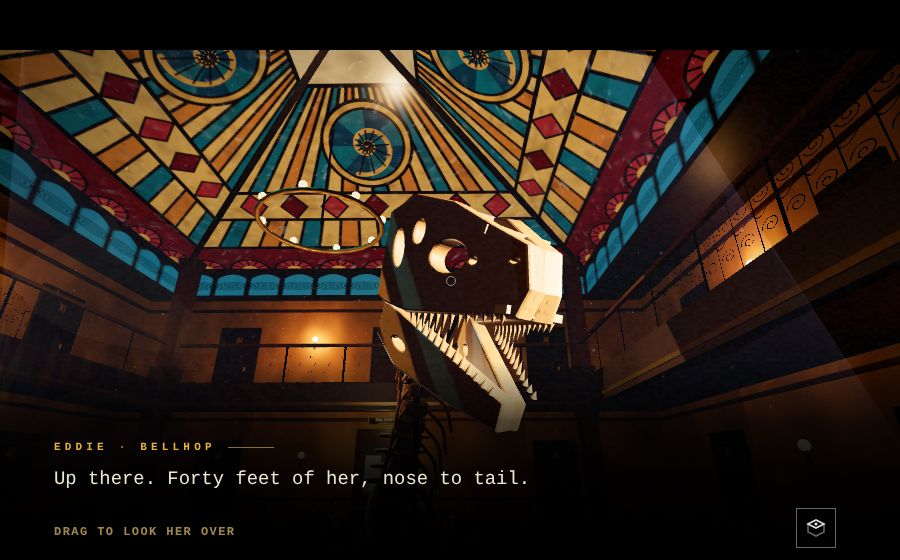 EDDIE · BELLHOP
Up there. Forty feet of her, nose to tail.
DRAG TO LOOK HER OVER